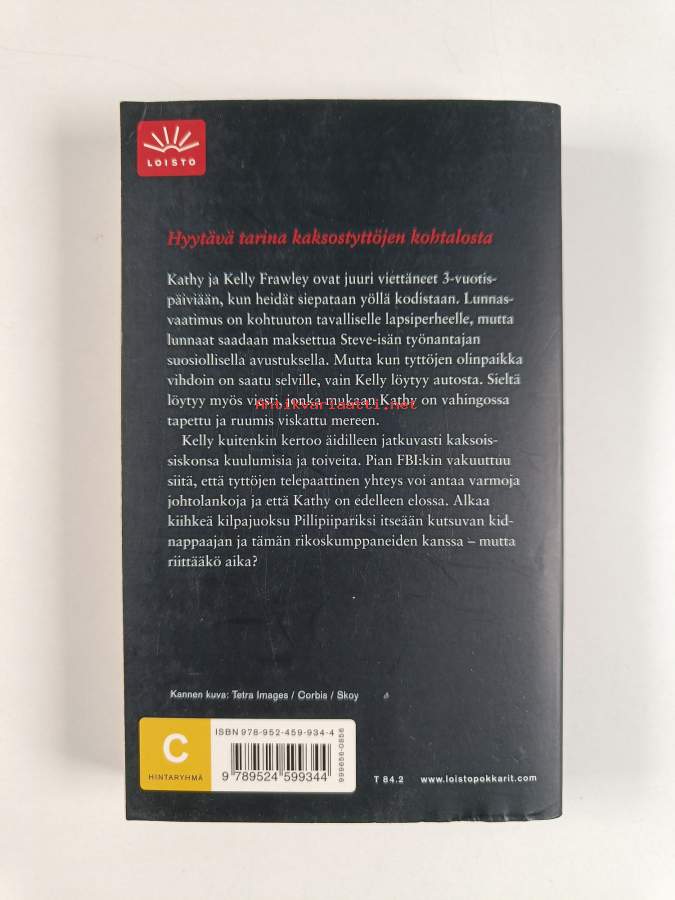 LOISTO
Hyytävä tarina kaksostyttöjen kohtalosta
Kathy ja Kelly Frawley ovat juuri viettäneet 3-vuotis-
päiviään, kun heidät siepataan yöllä kodistaan. Lunnas-
vaatimus on kohtuuton tavalliselle lapsiperheelle, mutta
lunnaat saadaan maksettua Steve-isän työnantajan
suosiollisella avustuksella. Mutta kun tyttöjen olinpaikka
vihdoin on saatu selville, vain Kelly löytyy autosta. Sieltä
löytyy myös viesti, jonka mukaan Kathy on vahingossa
Antikvariaatti.net
tapettu ja ruumis viskattu mereen.
Kelly kuitenkin kertoo äidilleen jatkuvasti kaksois-
siskonsa kuulumisia ja toiveita. Pian FBI:kin vakuuttuu
siitä, että tyttöjen telepaattinen yhteys voi antaa varmoja
johtolankoja ja että Kathy on edelleen elossa. Alkaa
kiihkeä kilpajuoksu Pillipiipariksi itseään kutsuvan kid-
nappaajan ja tämän rikoskumppaneiden kanssa – mutta
riittääkö aika?
Kannen kuva: Tetra Images / Corbis / Skoy
C
HINTARYHMÄ
ISBN 978-952-459-934-4
9 789524 599344
999656-0856
T 84.2
www.loistopokkarit.com